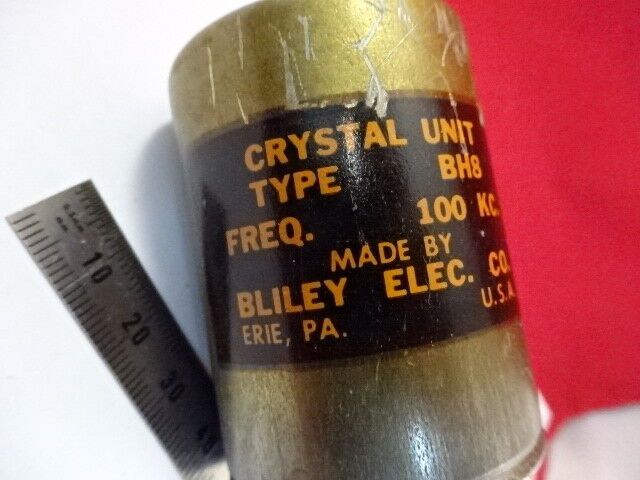 CRYSTAL UNIT
TYPE BH8
FREQ. 100 KC.
MADE BY
BLILEY ELEC. CO.
ERIE, PA. U.S.A.
10
20
30